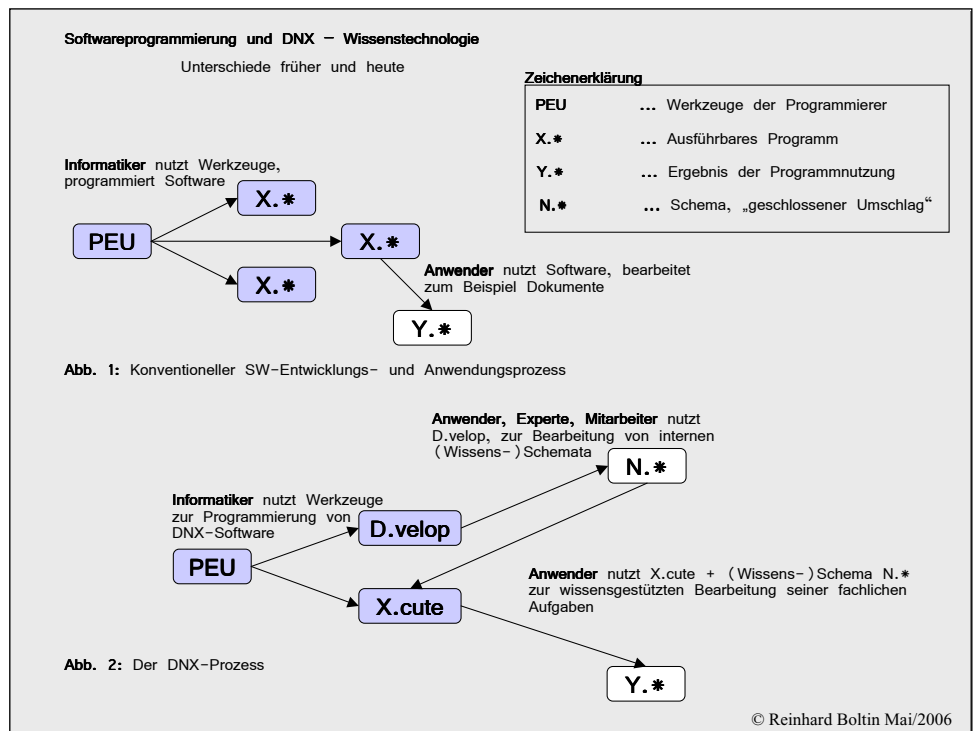 Softwareprogrammierung und DNX – Wissenstechnologie
Unterschiede früher und heute
Zeichenerklärung
PEU ... Werkzeuge der Programmierer
X.* ... Ausführbares Programm
Y.* ... Ergebnis der Programmnutzung
N.* ... Schema, „geschlossener Umschlag“
Informatiker nutzt Werkzeuge,
programmiert Software
X.*
PEU
X.*
X.*
Anwender nutzt Software, bearbeitet
zum Beispiel Dokumente
Y.*
Abb. 1: Konventioneller SW-Entwicklungs- und Anwendungsprozess
Anwender, Experte, Mitarbeiter nutzt
D.velop, zur Bearbeitung von internen
(Wissens-)Schemata
N.*
Informatiker nutzt Werkzeuge
zur Programmierung von
DNX-Software
D.velop
PEU
X.cute
Anwender nutzt X.cute + (Wissens-)Schema N.*
zur wissensgestützten Bearbeitung seiner fachlichen
Aufgaben
Abb. 2: Der DNX-Prozess
Y.*
© Reinhard Boltin Mai/2006